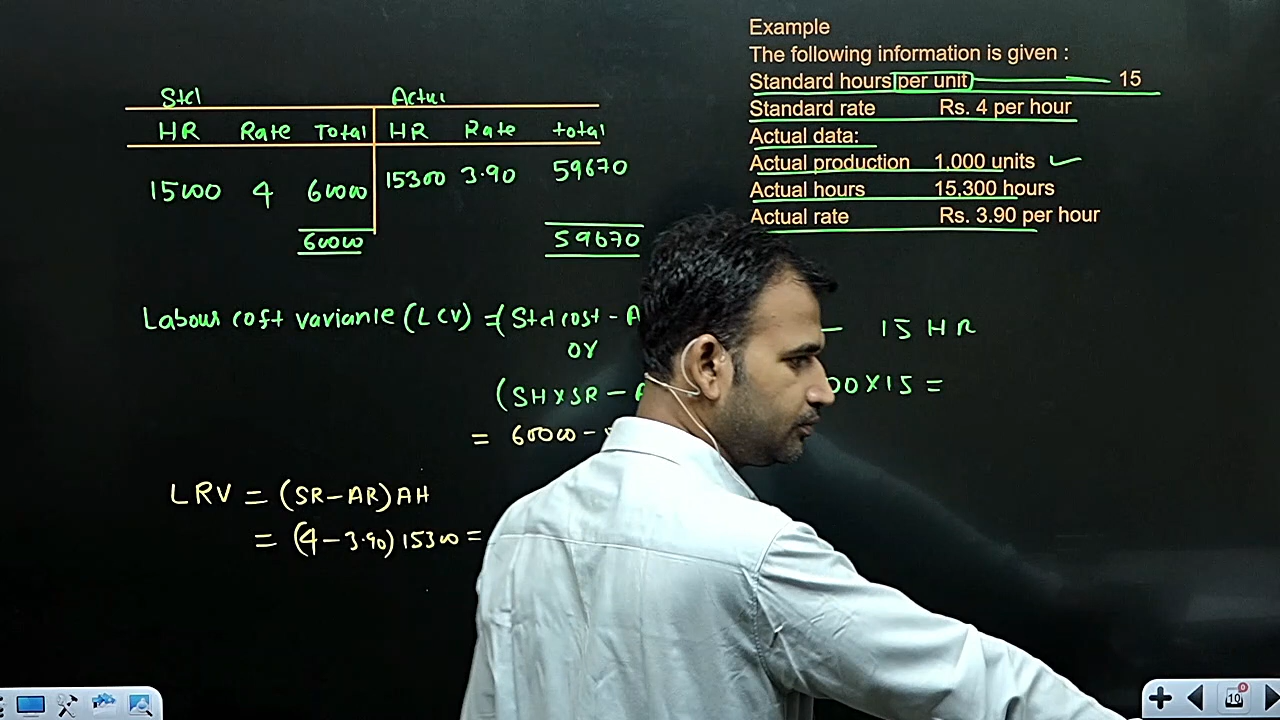 Example
The following information is given :
Standard hours per unit 15
Standard rate Rs. 4 per hour
Actual data:
Actual production 1,000 units
Actual hours 15,300 hours
Actual rate Rs. 3.90 per hour
Std Actul
HR Rate Total HR Rate total
15000 4 60000 15300 3.90 59670
60000 59670
Labour cost variance (LCV) = (Std cost - A
— 15 HR
or
(SH×SR - A
00×15 =
= 60000 -
LRV = (SR-AR)AH
= (4-3.90)15300 =
10